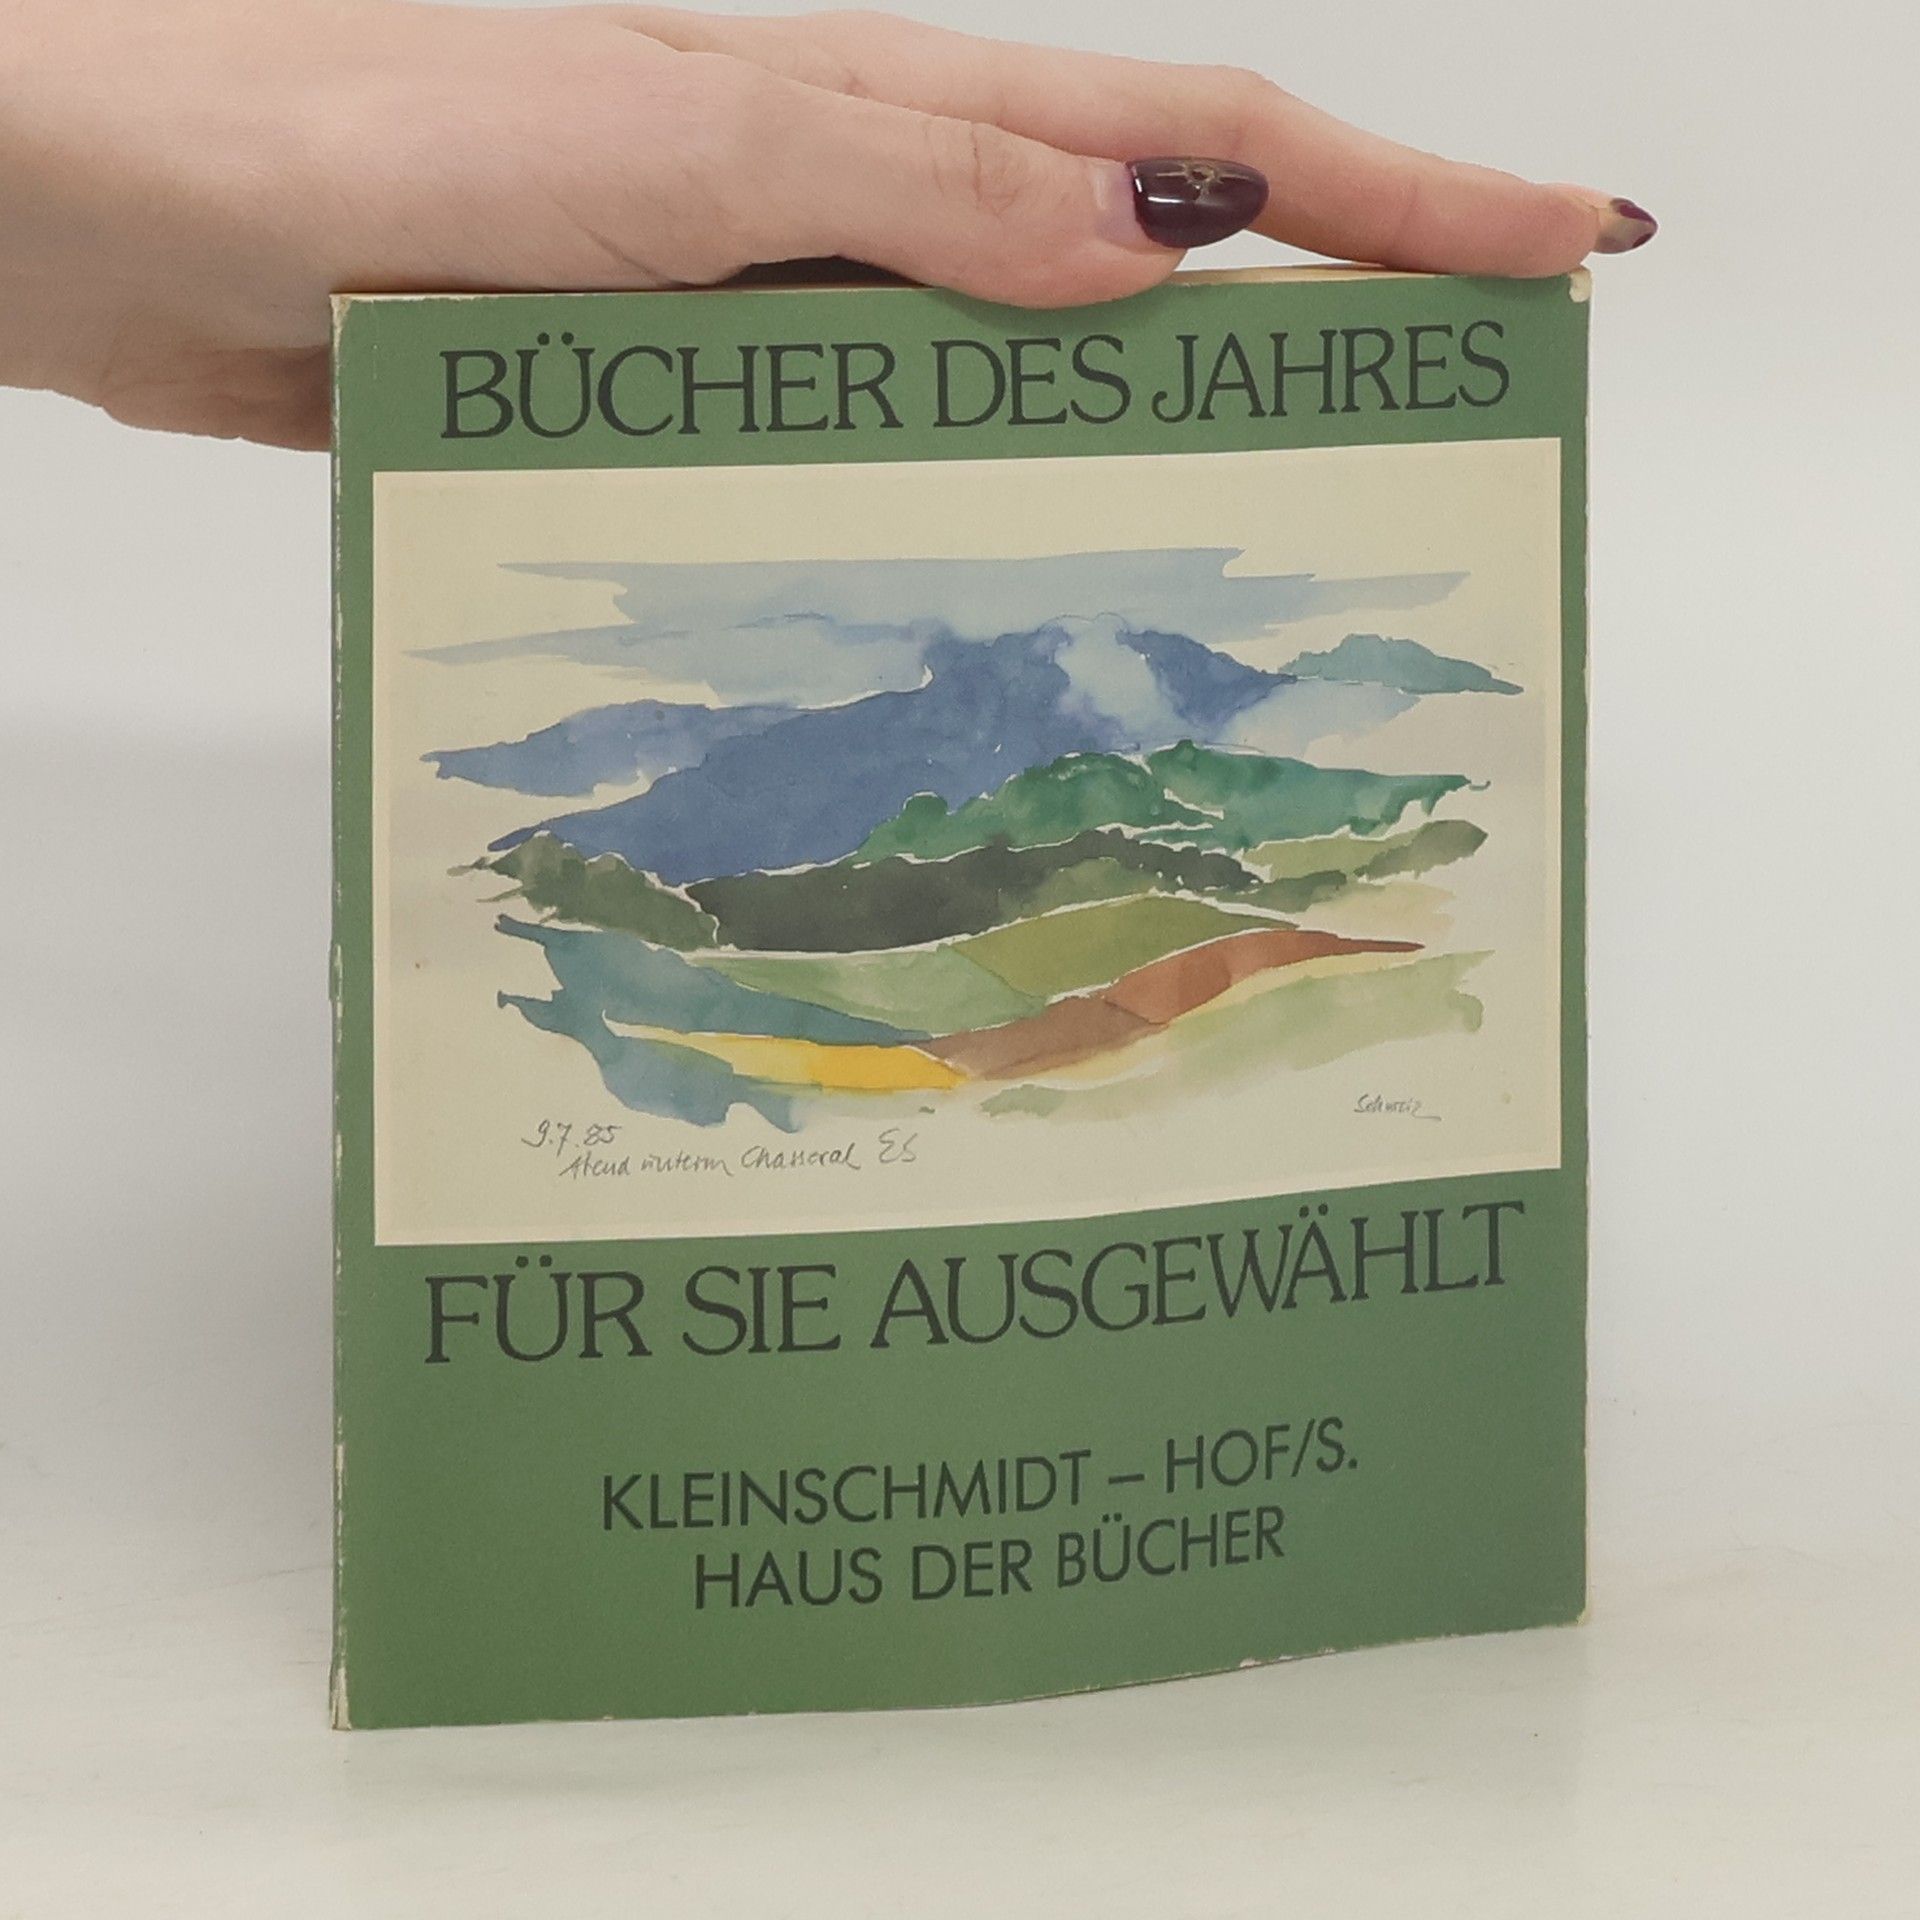 BÜCHER DES JAHRES
Schweiz
9.7.85
Abend unterm Chasseral ES
FÜR SIE AUSGEWÄHLT
KLEINSCHMIDT – HOF/S.
HAUS DER BÜCHER